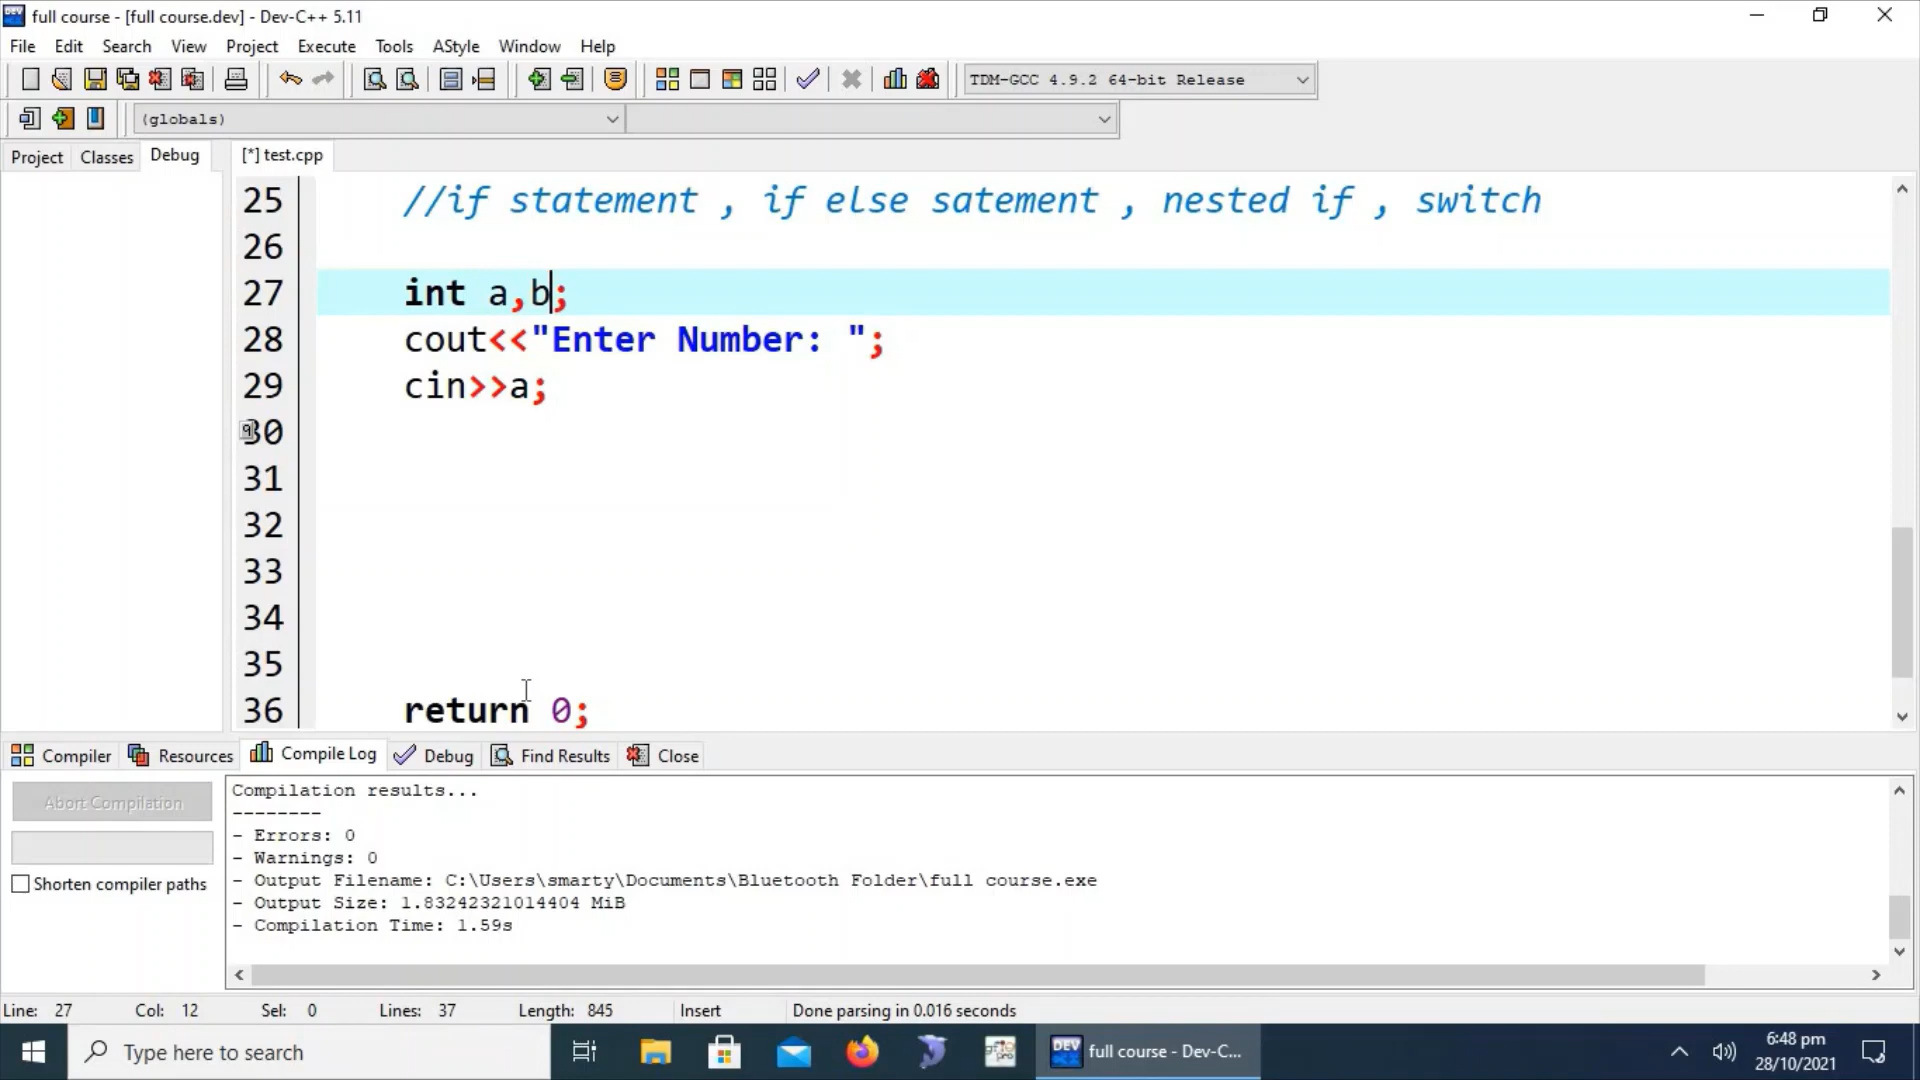 full course - [full course.dev] - Dev-C++ 5.11
File Edit Search View Project Execute Tools AStyle Window Help
TDM-GCC 4.9.2 64-bit Release
(globals)
Project Classes Debug [*] test.cpp
25 //if statement , if else satement , nested if , switch
26
27 int a,b;
28 cout<<"Enter Number: ";
29 cin>>a;
30
31
32
33
34
35
36 return 0;
Compiler Resources Compile Log Debug Find Results Close
Abort Compilation
Shorten compiler paths
Compilation results...
--------
- Errors: 0
- Warnings: 0
- Output Filename: C:\Users\smarty\Documents\Bluetooth Folder\full course.exe
- Output Size: 1.83242321014404 MiB
- Compilation Time: 1.59s
Line: 27 Col: 12 Sel: 0 Lines: 37 Length: 845 Insert Done parsing in 0.016 seconds
Type here to search
DEV full course - Dev-C...
6:48 pm
28/10/2021